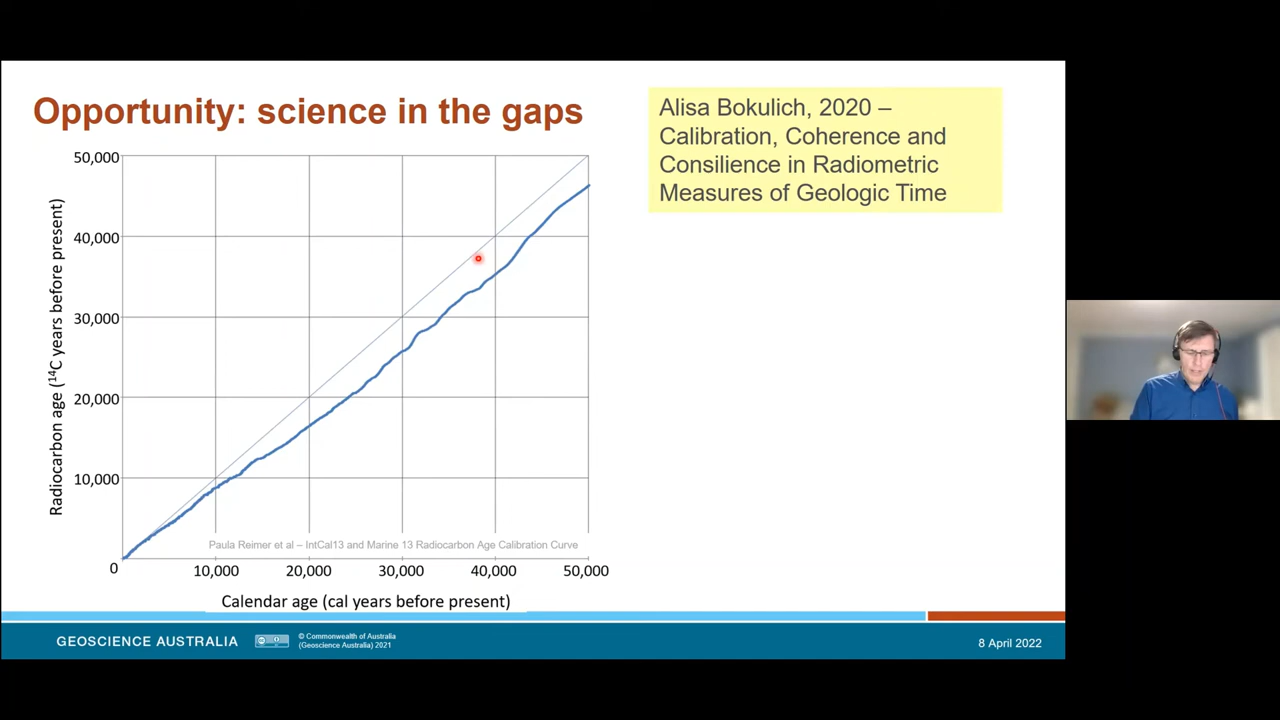 Opportunity: science in the gaps
Alisa Bokulich, 2020 –
Calibration, Coherence and
Consilience in Radiometric
Measures of Geologic Time
Radiocarbon age (¹⁴C years before present)
50,000
40,000
30,000
20,000
10,000
0
Paula Reimer et al – IntCal13 and Marine 13 Radiocarbon Age Calibration Curve
10,000
20,000
30,000
40,000
50,000
Calendar age (cal years before present)
GEOSCIENCE AUSTRALIA
© Commonwealth of Australia
(Geoscience Australia) 2021
8 April 2022